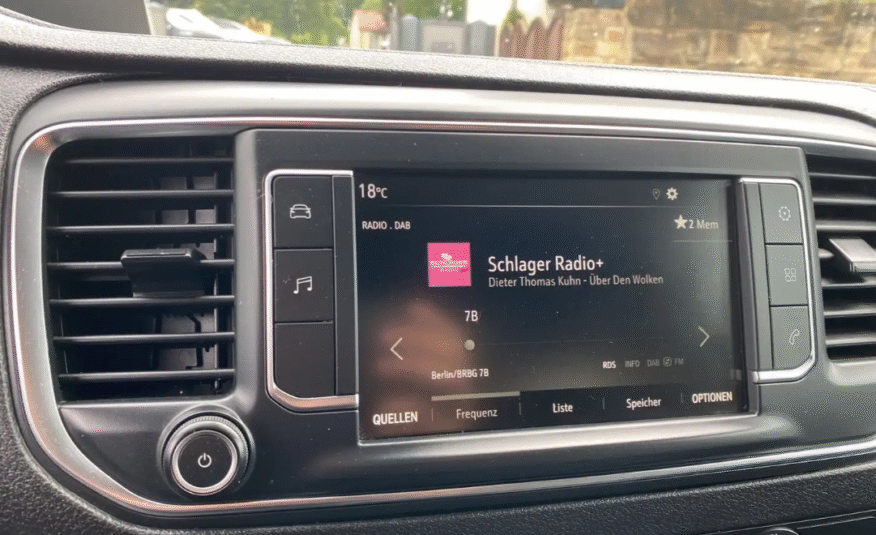 18°C
RADIO . DAB
2 Mem
Schlager Radio+
Dieter Thomas Kuhn - Über Den Wolken
7B
Berlin/BRBG 7B
RDS INFO DAB FM
QUELLEN Frequenz Liste Speicher OPTIONEN